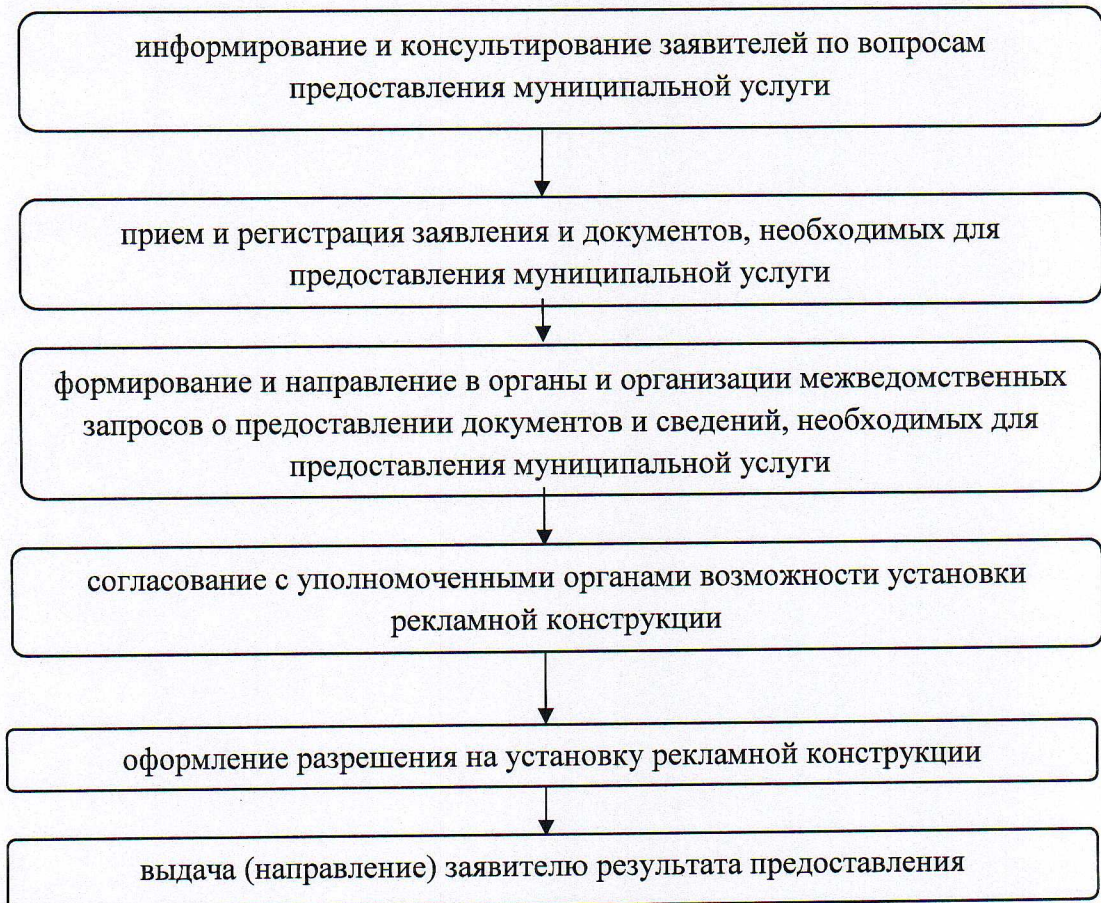 информирование и консультирование заявителей по вопросам
предоставления муниципальной услуги
прием и регистрация заявления и документов, необходимых для
предоставления муниципальной услуги
формирование и направление в органы и организации межведомственных
запросов о предоставлении документов и сведений, необходимых для
предоставления муниципальной услуги
согласование с уполномоченными органами возможности установки
рекламной конструкции
оформление разрешения на установку рекламной конструкции
выдача (направление) заявителю результата предоставления